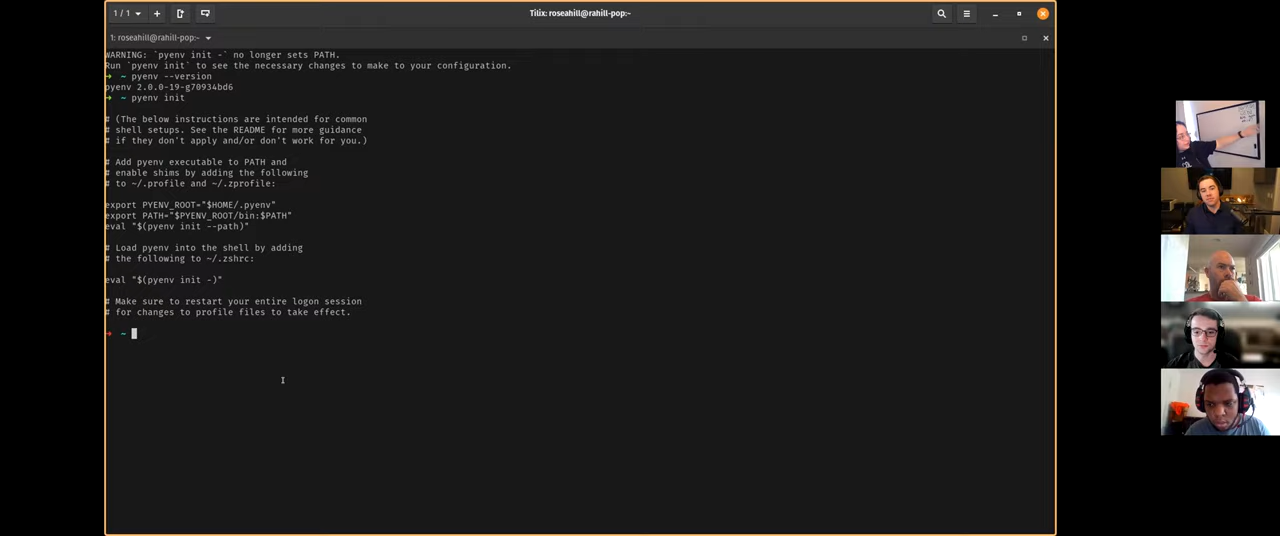 1 / 1
Tilix: roseahill@rahill-pop:~
1: roseahill@rahill-pop:~
WARNING: `pyenv init -` no longer sets PATH.
Run `pyenv init` to see the necessary changes to make to your configuration.
➜ ~ pyenv --version
pyenv 2.0.0-19-g70934bd6
➜ ~ pyenv init
# (The below instructions are intended for common
# shell setups. See the README for more guidance
# if they don't apply and/or don't work for you.)
# Add pyenv executable to PATH and
# enable shims by adding the following
# to ~/.profile and ~/.zprofile:
export PYENV_ROOT="$HOME/.pyenv"
export PATH="$PYENV_ROOT/bin:$PATH"
eval "$(pyenv init --path)"
# Load pyenv into the shell by adding
# the following to ~/.zshrc:
eval "$(pyenv init -)"
# Make sure to restart your entire logon session
# for changes to profile files to take effect.
➜ ~